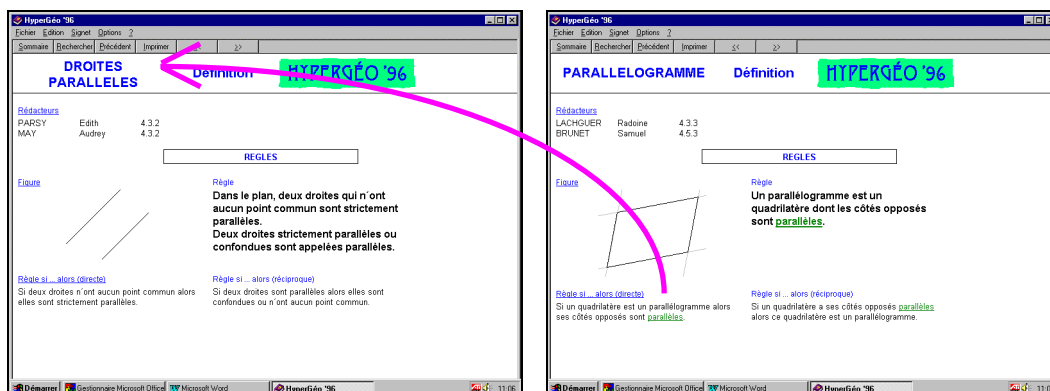 HyperGéo '96
Fichier Edition Signet Options ?
Sommaire Rechercher Précédent Imprimer << >>
DROITES
PARALLELES
Définition
HYPERGÉO '96
Rédacteurs
PARSY Edith 4.3.2
MAY Audrey 4.3.2
REGLES
Figure
Règle
Dans le plan, deux droites qui n´ont
aucun point commun sont strictement
parallèles.
Deux droites strictement parallèles ou
confondues sont appelées parallèles.
Règle si ... alors (directe)
Si deux droites n´ont aucun point commun alors
elles sont strictement parallèles.
Règle si ... alors (réciproque)
Si deux droites sont parallèles alors elles sont
confondues ou n´ont aucun point commun.
Démarrer Gestionnaire Microsoft Office Microsoft Word HyperGéo '96 11:06
HyperGéo '96
Fichier Edition Signet Options ?
Sommaire Rechercher Précédent Imprimer << >>
PARALLELOGRAMME
Définition
HYPERGÉO '96
Rédacteurs
LACHGUER Radoine 4.3.3
BRUNET Samuel 4.5.3
REGLES
Figure
Règle
Un parallélogramme est un
quadrilatère dont les côtés opposés
sont parallèles.
Règle si ... alors (directe)
Si un quadrilatère est un parallélogramme alors
ses côtés opposés sont parallèles.
Règle si ... alors (réciproque)
Si un quadrilatère a ses côtés opposés parallèles
alors ce quadrilatère est un parallélogramme.
Démarrer Gestionnaire Microsoft Office Microsoft Word HyperGéo '96